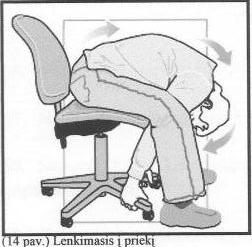 (14 pav.) Lenkimasis į priekį